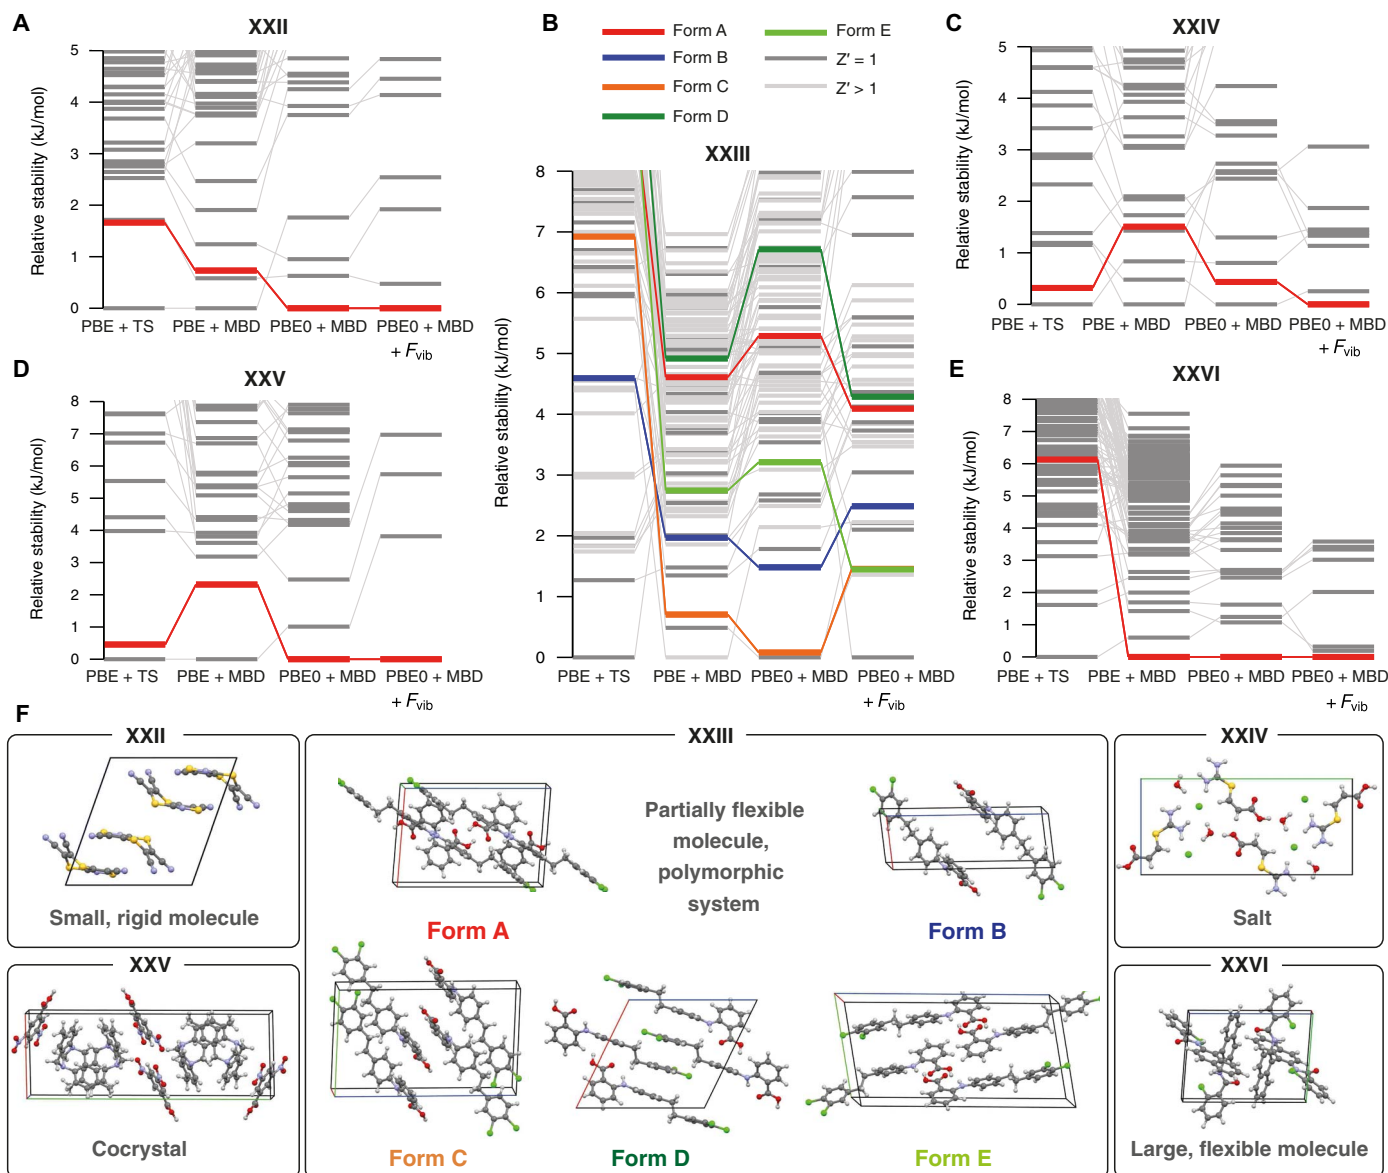 A
XXII
Relative stability (kJ/mol)
5
4
3
2
1
0
PBE + TS
PBE + MBD
PBE0 + MBD
PBE0 + MBD
+ Fvib
B
Form A
Form B
Form C
Form D
Form E
Z′ = 1
Z′ > 1
XXIII
Relative stability (kJ/mol)
8
7
6
5
4
3
2
1
0
PBE + TS
PBE + MBD
PBE0 + MBD
PBE0 + MBD
+ Fvib
C
XXIV
Relative stability (kJ/mol)
5
4
3
2
1
0
PBE + TS
PBE + MBD
PBE0 + MBD
PBE0 + MBD
+ Fvib
D
XXV
Relative stability (kJ/mol)
8
7
6
5
4
3
2
1
0
PBE + TS
PBE + MBD
PBE0 + MBD
PBE0 + MBD
+ Fvib
E
XXVI
Relative stability (kJ/mol)
8
7
6
5
4
3
2
1
0
PBE + TS
PBE + MBD
PBE0 + MBD
PBE0 + MBD
+ Fvib
F
XXII
Small, rigid molecule
XXIII
Partially flexible
molecule,
polymorphic
system
Form A
Form B
Form C
Form D
Form E
XXIV
Salt
XXV
Cocrystal
XXVI
Large, flexible molecule